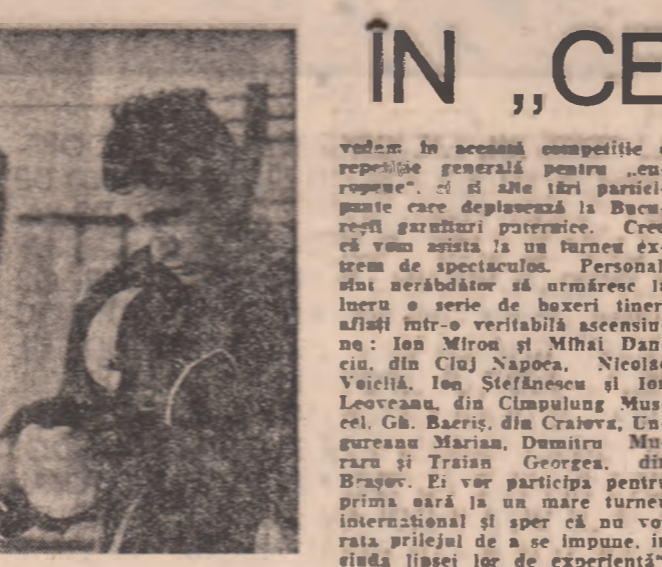 ÎN „CE
vedem în această competiție
repetiție generală pentru „eu-
ropene”, ci și alte țări partici-
pante care deplasează la Bucu-
rești garnituri puternice. Cred
că vom asista la un turneu ex-
trem de spectaculos. Personal
sînt nerăbdător să urmăresc la
lucru o serie de boxeri tineri
aflați într-o veritabilă ascensiu-
ne: Ion Miron și Mihai Dan-
ciu, din Cluj Napoca, Nicolae
Voicilă, Ion Ștefănescu și Ion
Leoveanu, din Cîmpulung Mus-
cel, Gh. Bacriș, din Craiova, Un-
gureanu Marian, Dumitru Mu-
raru și Traian Georgea, din
Brașov. Ei vor participa pentru
prima oară la un mare turneu
internațional și sper că nu vor
rata prilejul de a se impune, în
ciuda lipsei lor de experiență”